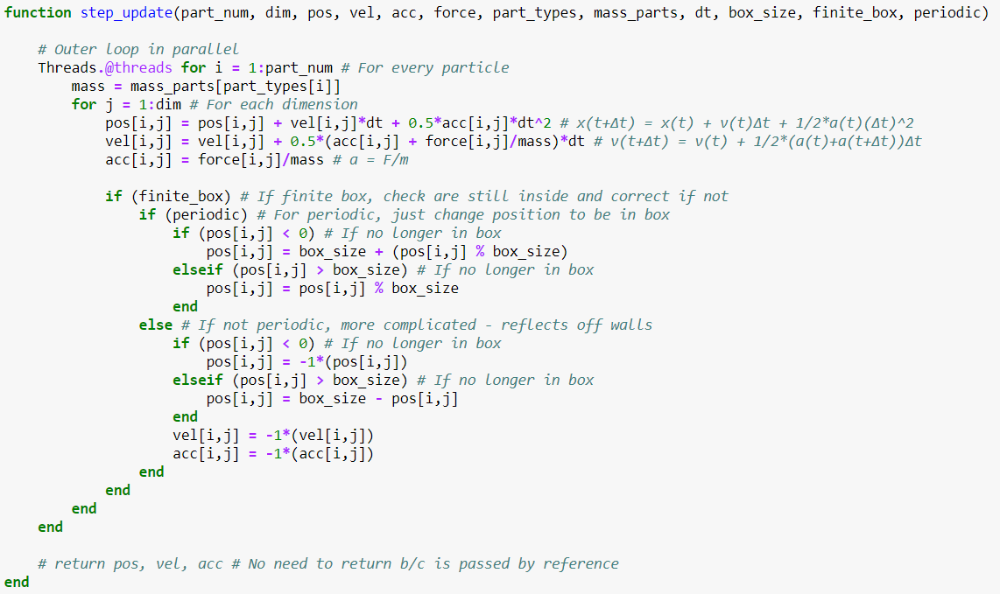 function step_update(part_num, dim, pos, vel, acc, force, part_types, mass_parts, dt, box_size, finite_box, periodic)

    # Outer loop in parallel
    Threads.@threads for i = 1:part_num # For every particle
        mass = mass_parts[part_types[i]]
        for j = 1:dim # For each dimension
            pos[i,j] = pos[i,j] + vel[i,j]*dt + 0.5*acc[i,j]*dt^2 # x(t+Δt) = x(t) + v(t)Δt + 1/2*a(t)(Δt)^2
            vel[i,j] = vel[i,j] + 0.5*(acc[i,j] + force[i,j]/mass)*dt # v(t+Δt) = v(t) + 1/2*(a(t)+a(t+Δt))Δt
            acc[i,j] = force[i,j]/mass # a = F/m

            if (finite_box) # If finite box, check are still inside and correct if not
                if (periodic) # For periodic, just change position to be in box
                    if (pos[i,j] < 0) # If no longer in box
                        pos[i,j] = box_size + (pos[i,j] % box_size)
                    elseif (pos[i,j] > box_size) # If no longer in box
                        pos[i,j] = pos[i,j] % box_size
                    end
                else # If not periodic, more complicated - reflects off walls
                    if (pos[i,j] < 0) # If no longer in box
                        pos[i,j] = -1*(pos[i,j])
                    elseif (pos[i,j] > box_size) # If no longer in box
                        pos[i,j] = box_size - pos[i,j]
                    end
                    vel[i,j] = -1*(vel[i,j])
                    acc[i,j] = -1*(acc[i,j])
                end
            end
        end
    end

    # return pos, vel, acc # No need to return b/c is passed by reference
end